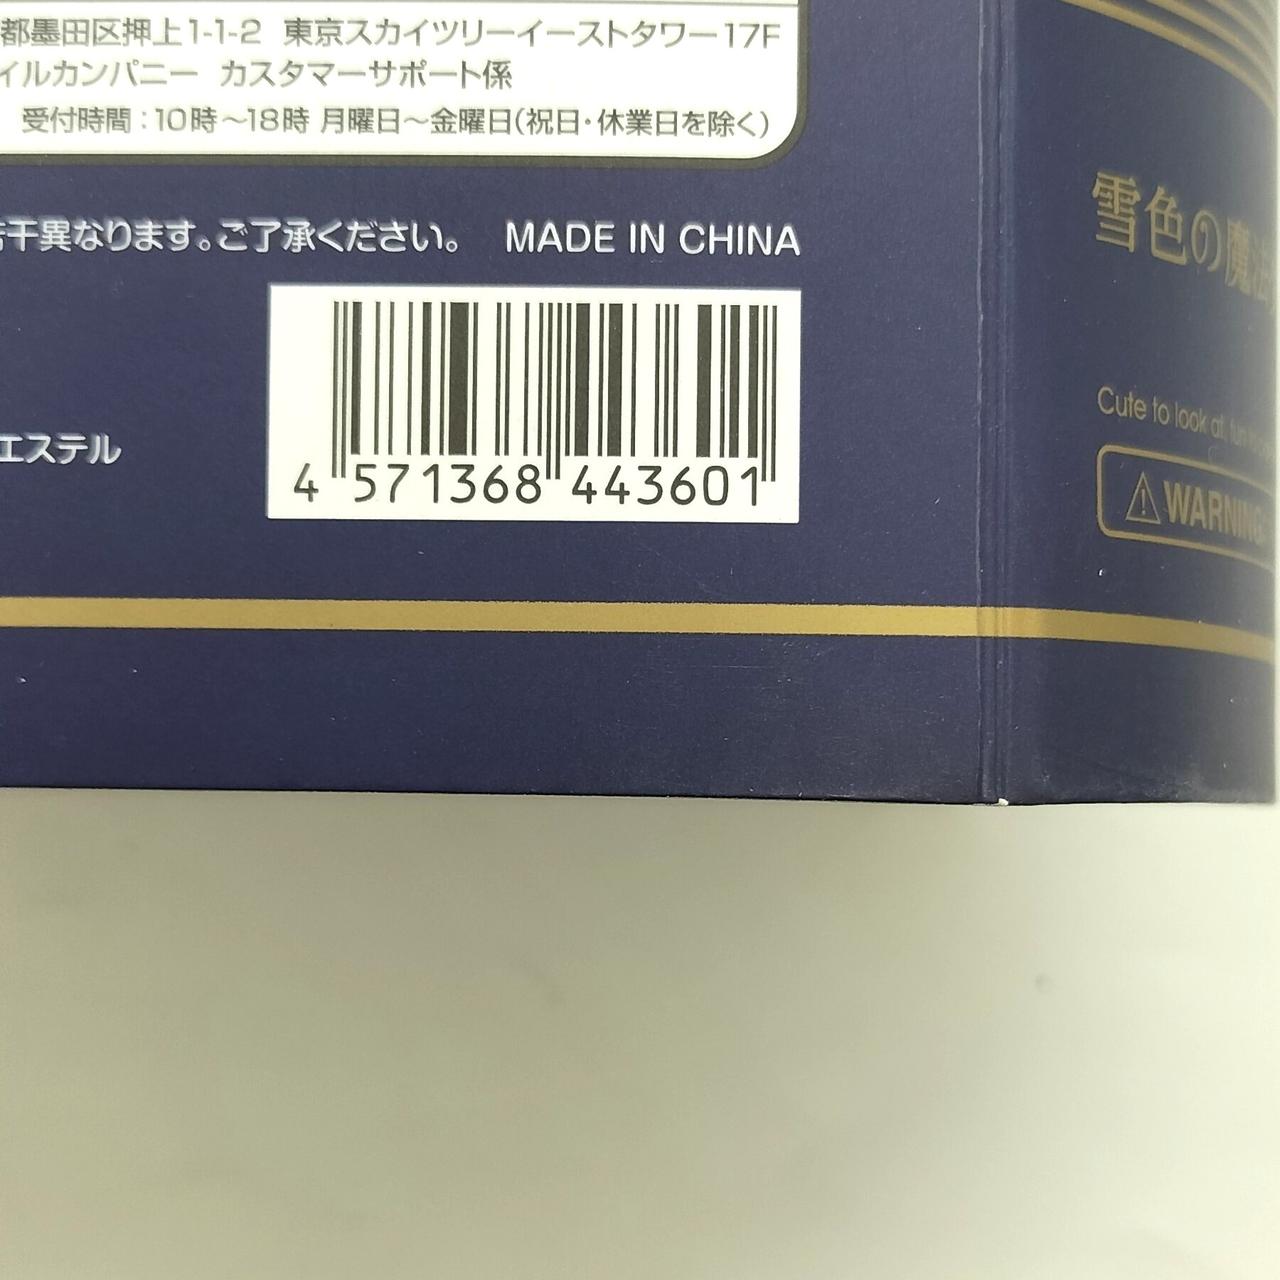 都墨田区押上1-1-2 東京スカイツリーイーストタワー17F
イルカンパニー カスタマーサポート係
受付時間：10時〜18時 月曜日〜金曜日(祝日・休業日を除く)
干異なります。ご了承ください。 MADE IN CHINA
エステル
4 571368 443601
雪色の魔法
Cute to look at, fun
⚠WARNING